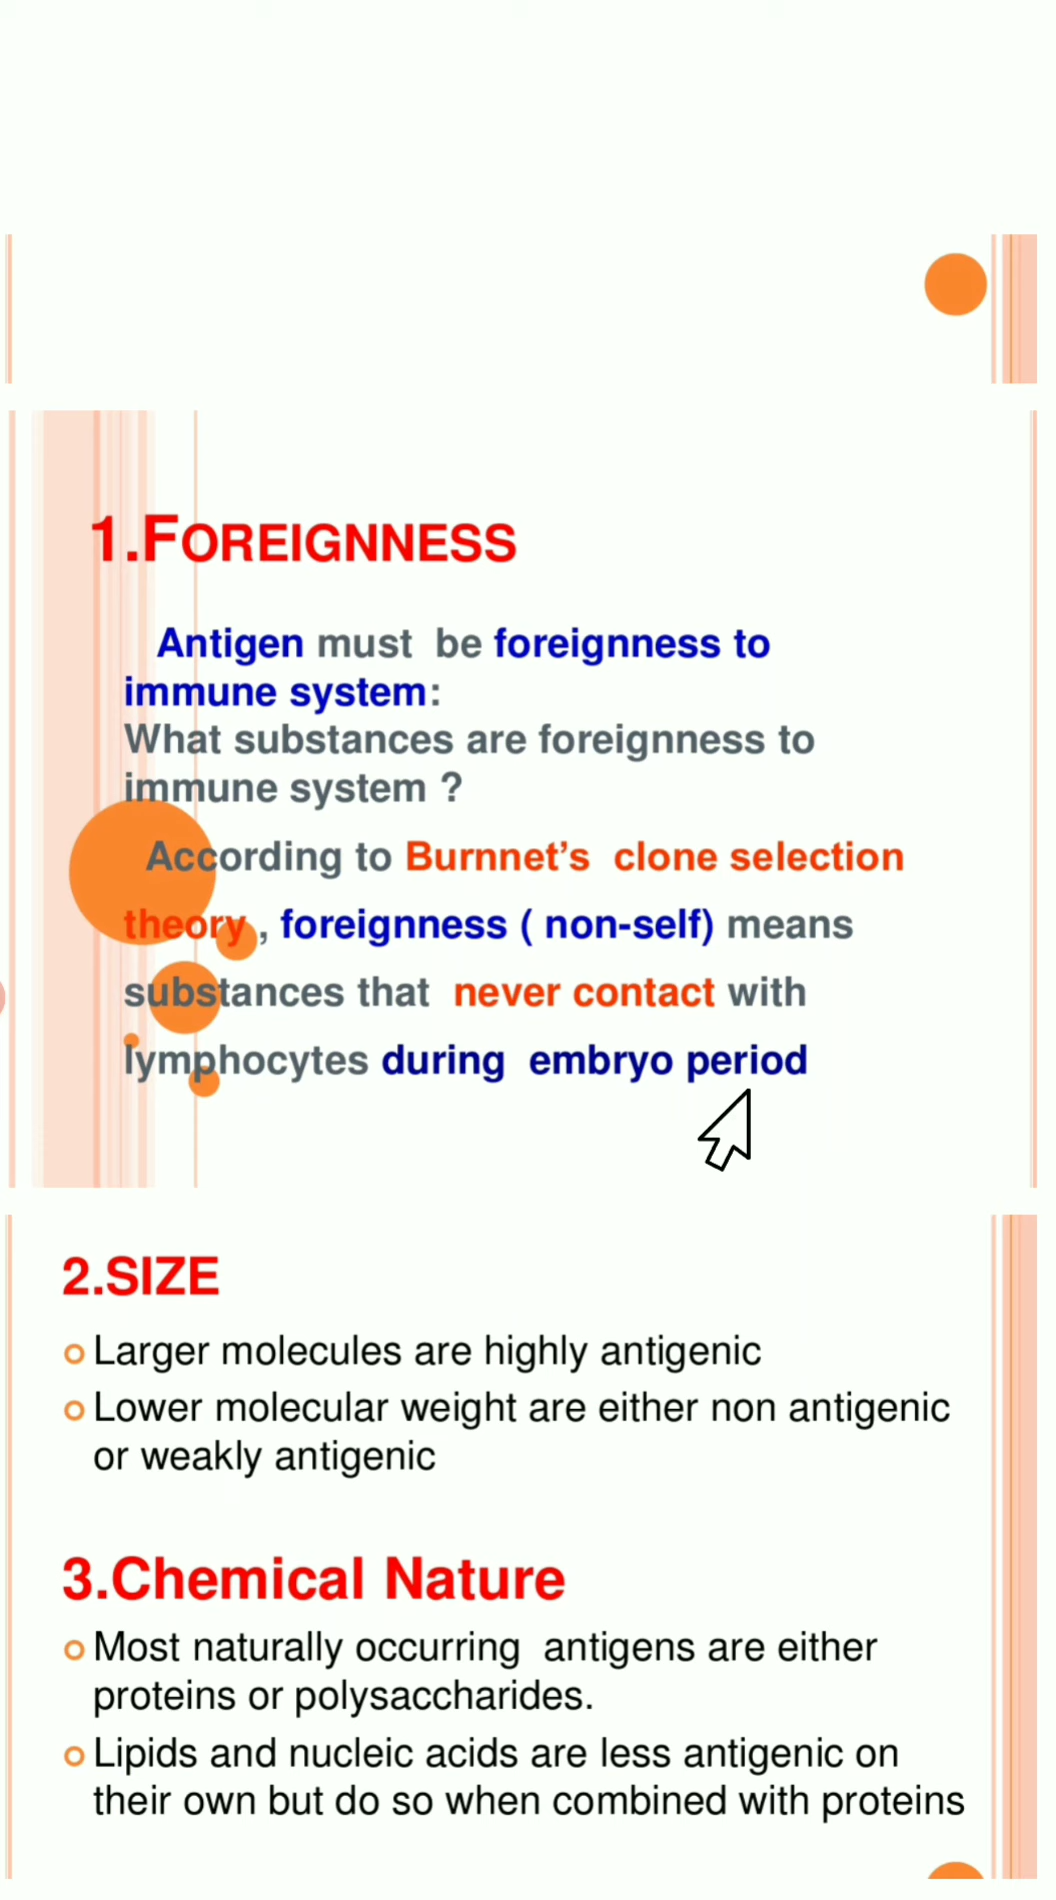 1.FOREIGNNESS
Antigen must be foreignness to
immune system:
What substances are foreignness to
immune system ?
According to Burnnet’s clone selection
theory , foreignness ( non-self) means
substances that never contact with
lymphocytes during embryo period
2.SIZE
Larger molecules are highly antigenic
Lower molecular weight are either non antigenic
or weakly antigenic
3.Chemical Nature
Most naturally occurring antigens are either
proteins or polysaccharides.
Lipids and nucleic acids are less antigenic on
their own but do so when combined with proteins